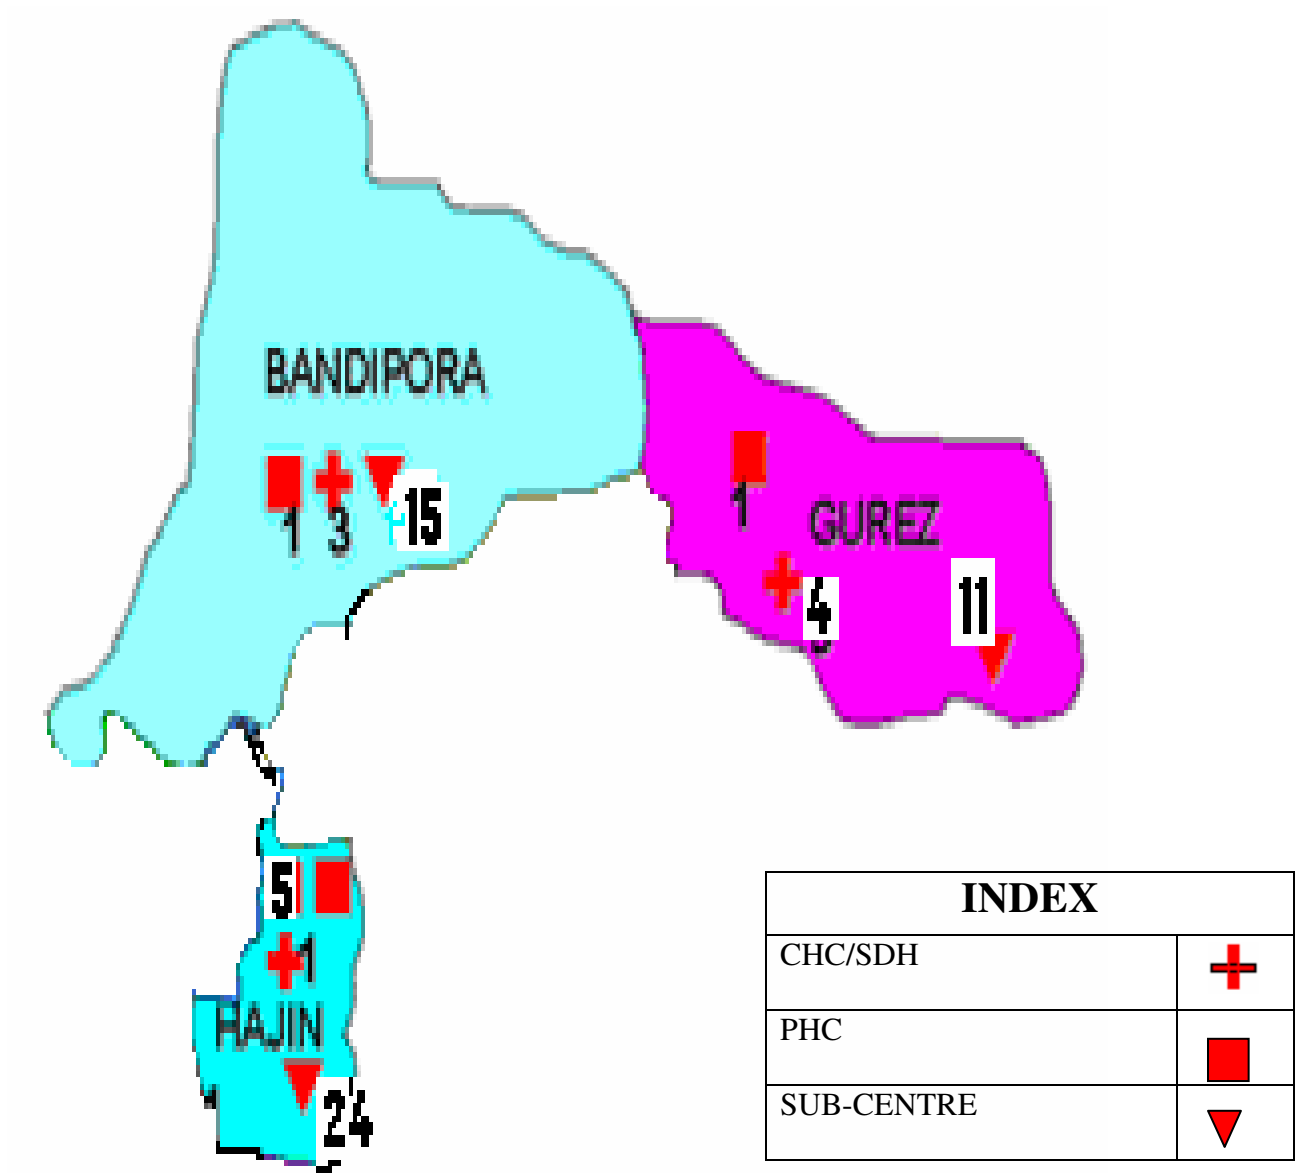 BANDIPORA
1 3 15
1
GUREZ
4
11
5
1
HAJIN
24
INDEX
CHC/SDH
PHC
SUB-CENTRE